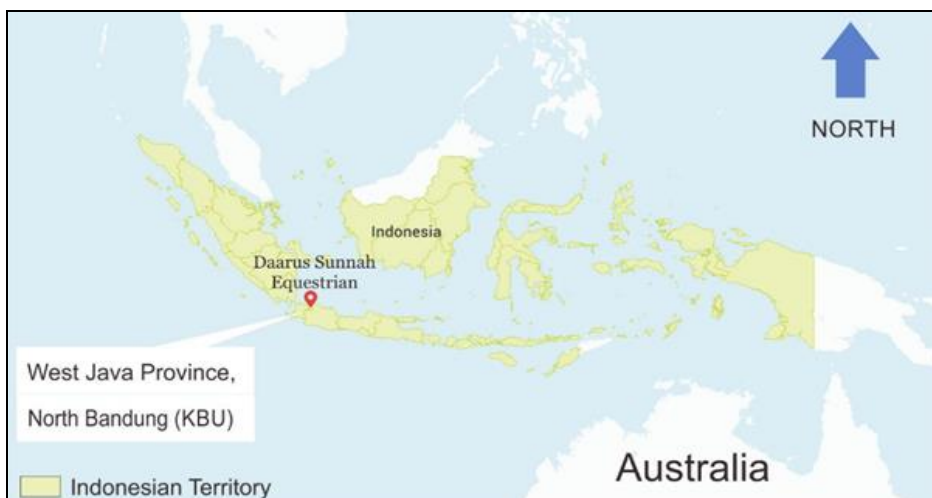 NORTH
Indonesia
Daarus Sunnah
Equestrian
West Java Province,
North Bandung (KBU)
Australia
Indonesian Territory